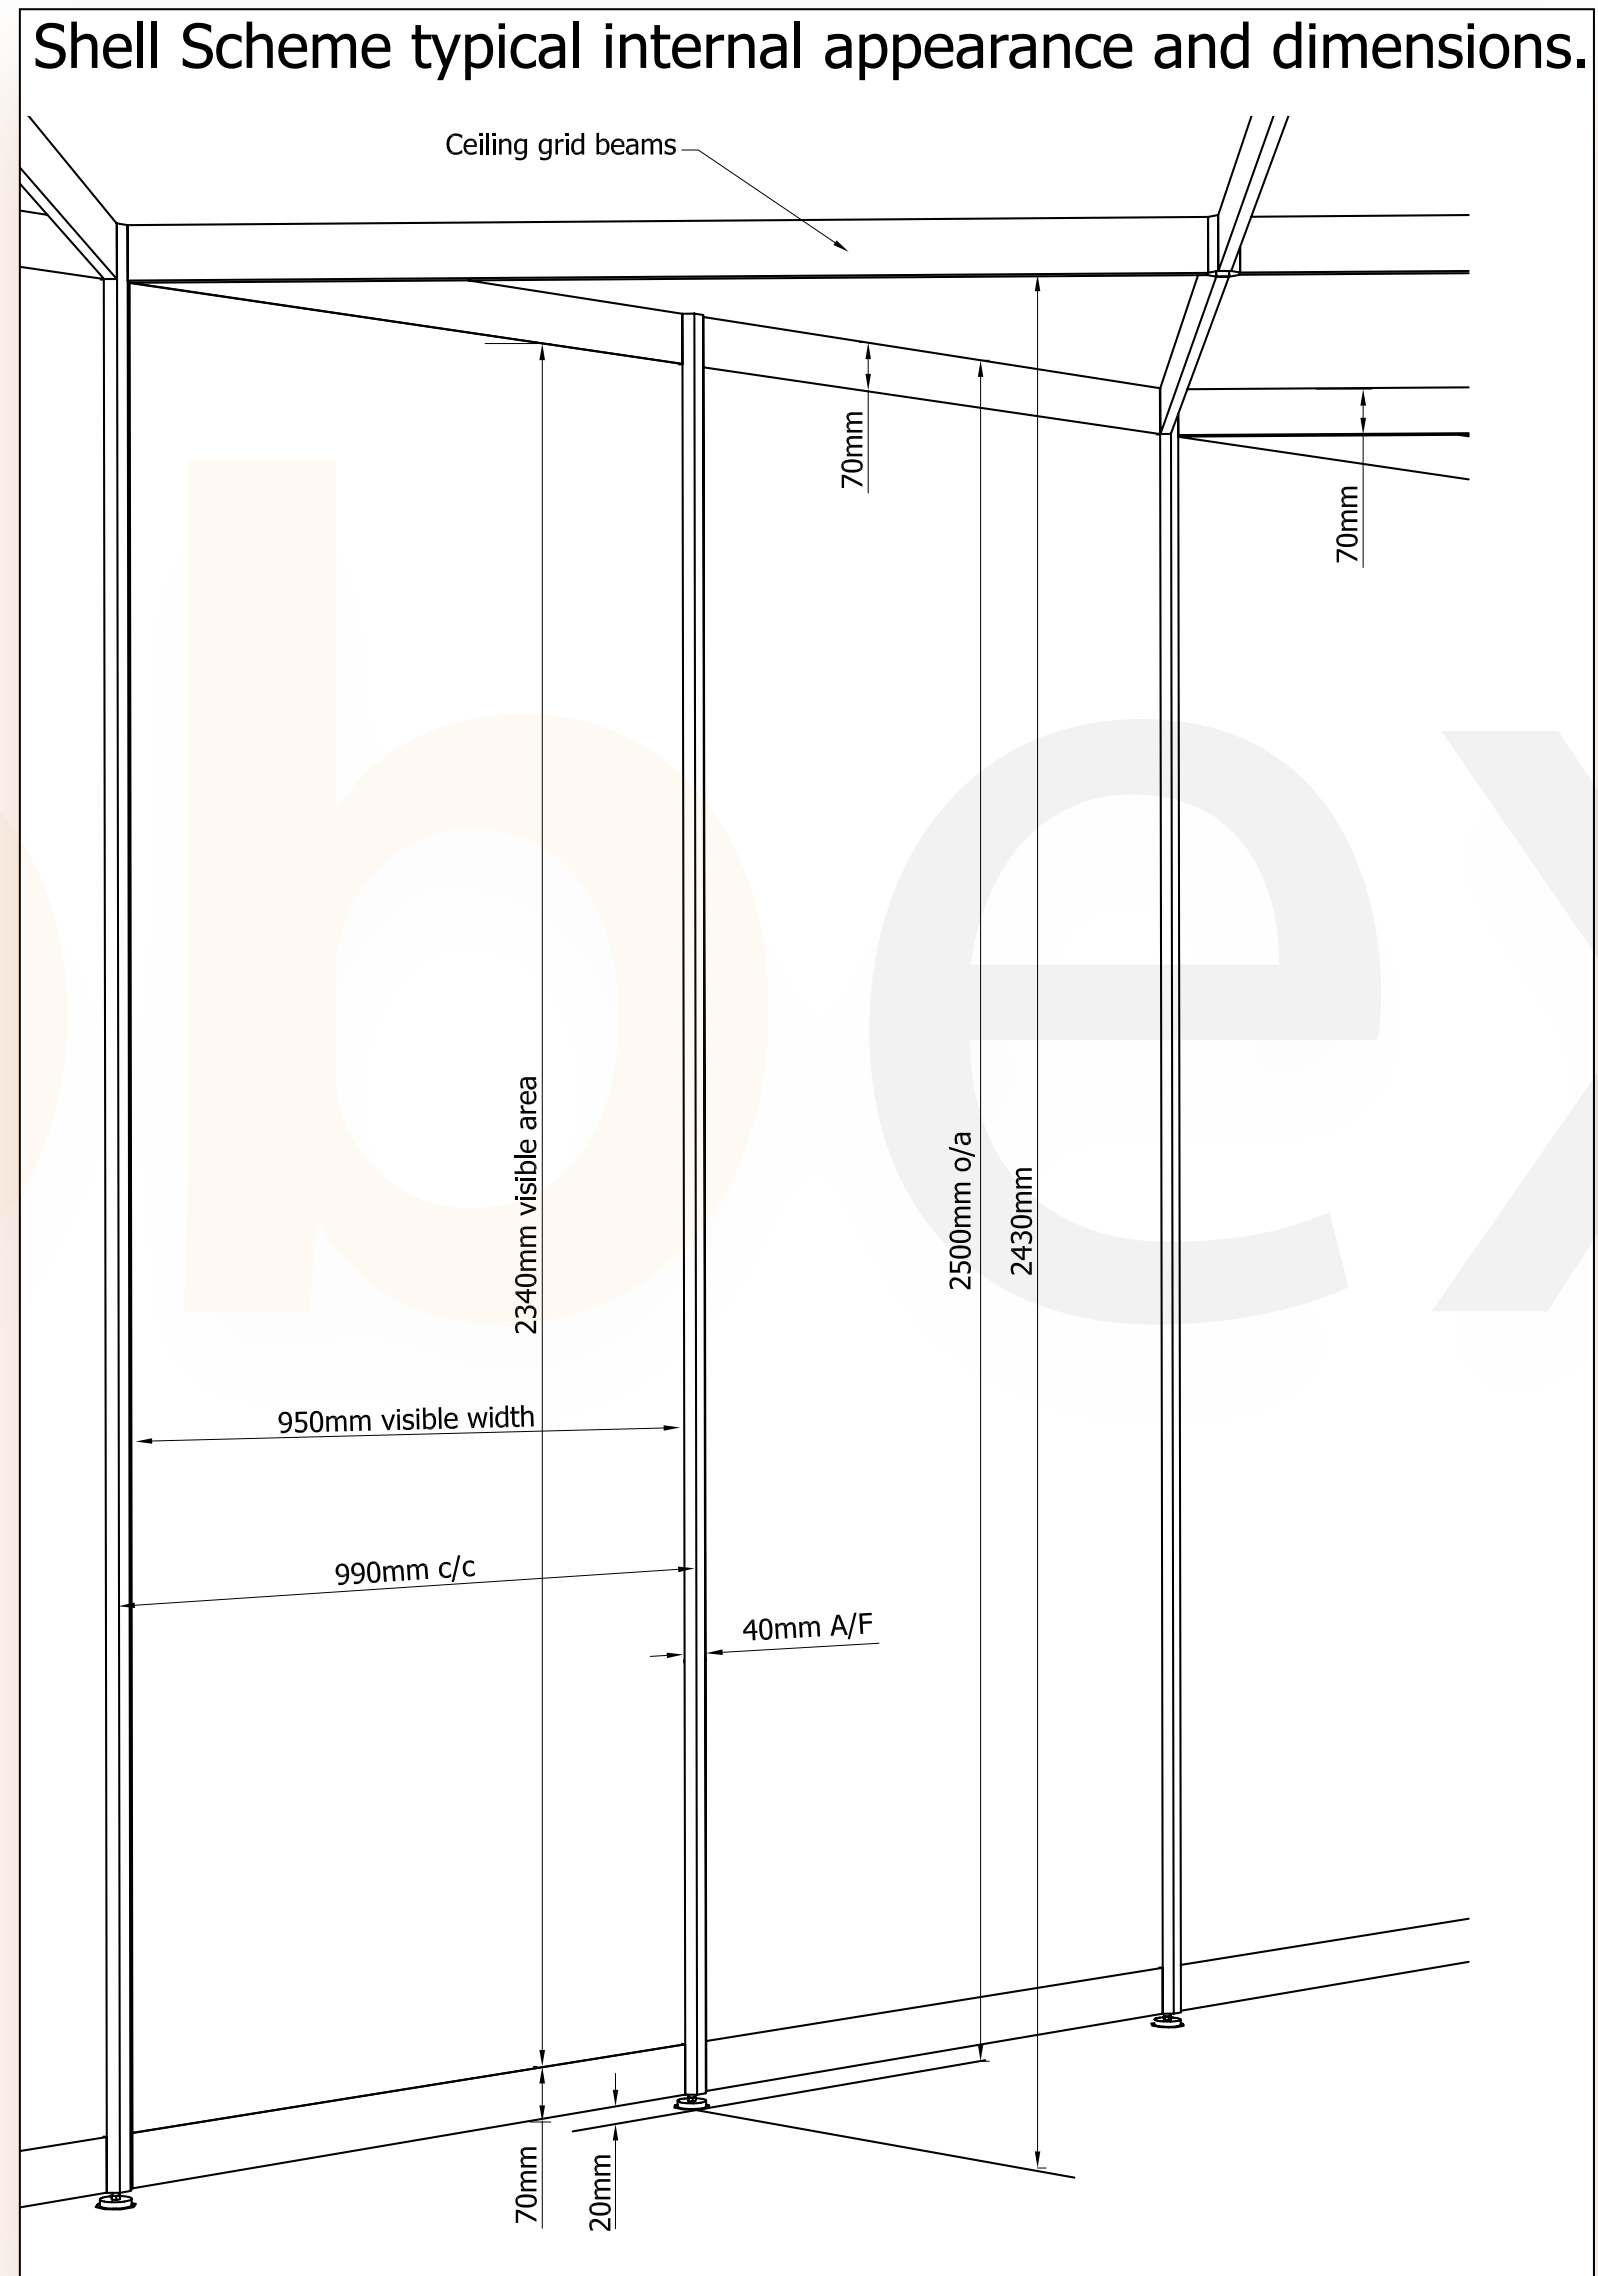 Shell Scheme typical internal appearance and dimensions.
Ceiling grid beams
70mm
70mm
2340mm visible area
2500mm o/a
2430mm
950mm visible width
990mm c/c
40mm A/F
70mm
20mm
bex